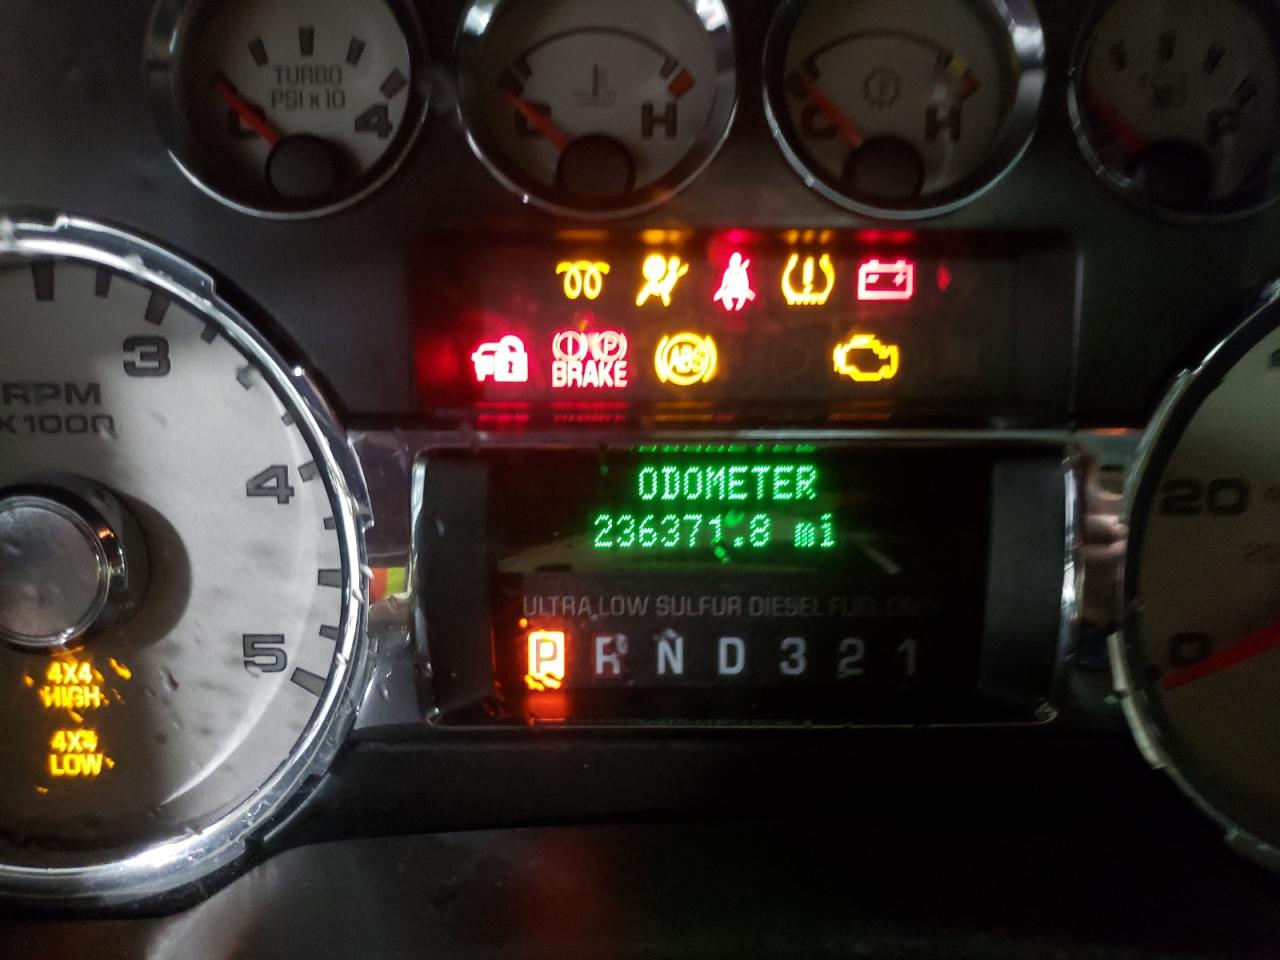 TURBO
PSI x 10
4
C H
C H
F
3
RPM
X1000
4
5
BRAKE
ABS
ODOMETER
236371.8 mi
ULTRA LOW SULFUR DIESEL FUEL ONLY
P R N D 3 2 1
4X4
HIGH
4X4
LOW
20
0